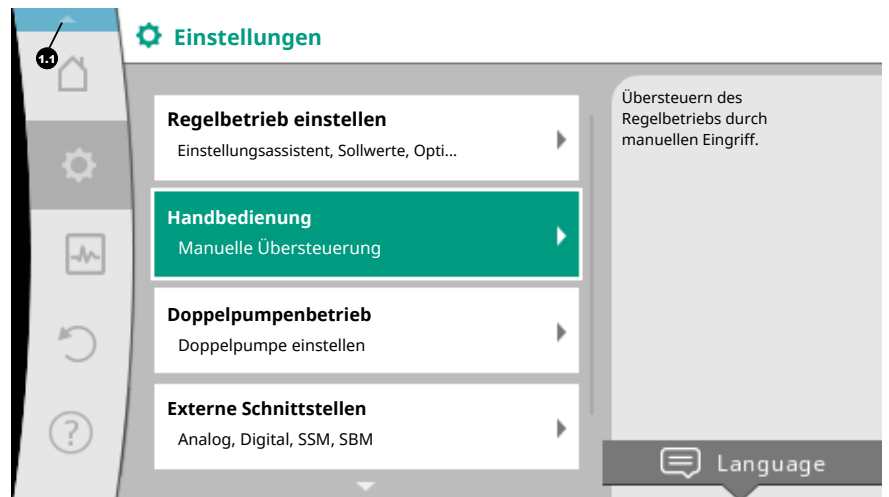 1.1
Einstellungen
Regelbetrieb einstellen
Einstellungsassistent, Sollwerte, Opti...
Handbedienung
Manuelle Übersteuerung
Doppelpumpenbetrieb
Doppelpumpe einstellen
Externe Schnittstellen
Analog, Digital, SSM, SBM
Übersteuern des
Regelbetriebs durch
manuellen Eingriff.
?
Language